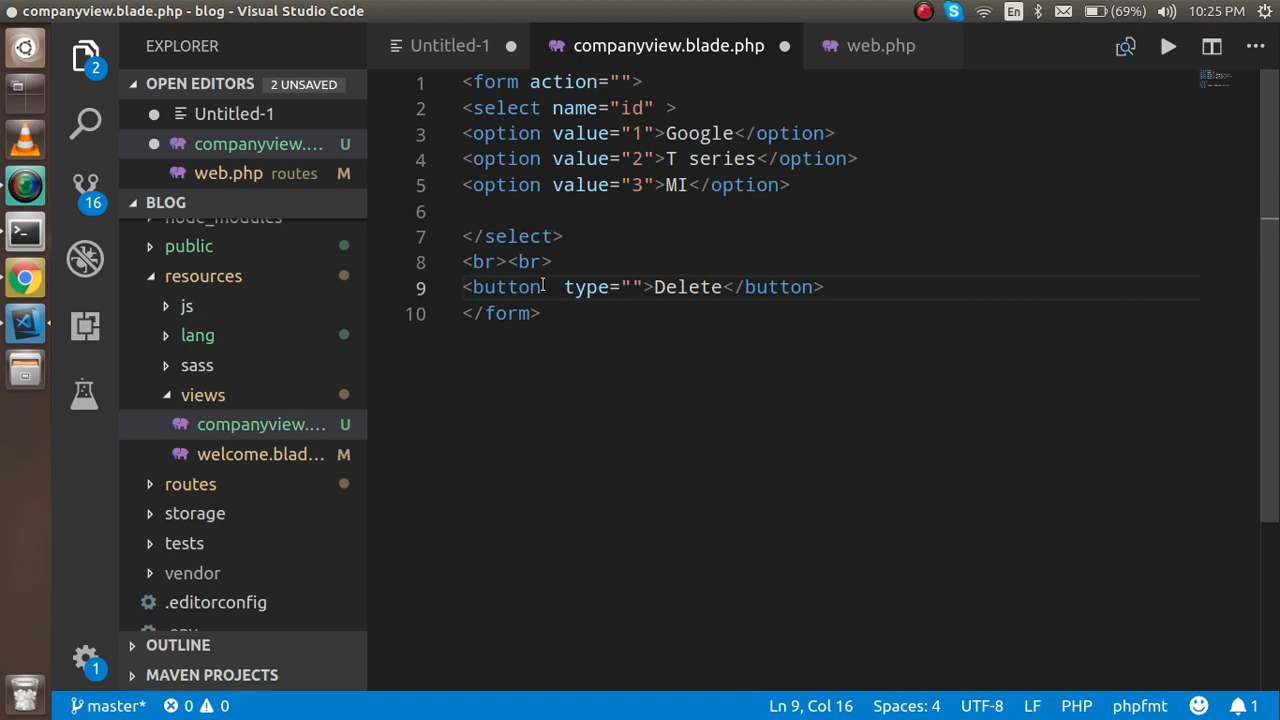 companyview.blade.php - blog - Visual Studio Code
En
(69%)
10:25 PM
EXPLORER
OPEN EDITORS
2 UNSAVED
Untitled-1
companyview.... U
web.php routes M
BLOG
public
resources
js
lang
sass
views
companyview.... U
welcome.blad... M
routes
storage
tests
vendor
.editorconfig
OUTLINE
MAVEN PROJECTS
2
16
1
Untitled-1
companyview.blade.php
web.php
1 <form action="">
2 <select name="id" >
3 <option value="1">Google</option>
4 <option value="2">T series</option>
5 <option value="3">MI</option>
6
7 </select>
8 <br><br>
9 <button  type="">Delete</button>
10 </form>
master*
0
0
Ln 9, Col 16
Spaces: 4
UTF-8
LF
PHP
phpfmt
1